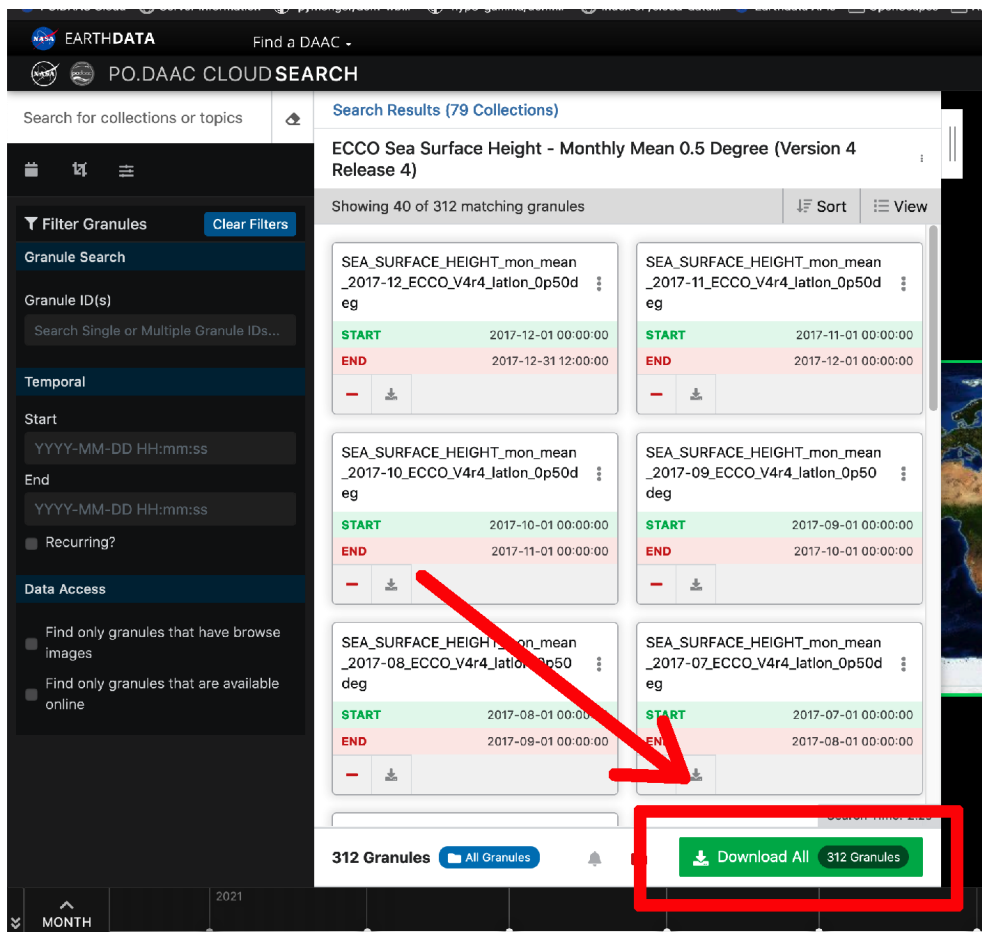 NASA EARTHDATA
Find a DAAC
PO.DAAC CLOUD SEARCH
Search for collections or topics
Search Results (79 Collections)
ECCO Sea Surface Height - Monthly Mean 0.5 Degree (Version 4
Release 4)
Showing 40 of 312 matching granules
Sort
View
Filter Granules
Clear Filters
Granule Search
Granule ID(s)
Search Single or Multiple Granule IDs...
Temporal
Start
YYYY-MM-DD HH:mm:ss
End
YYYY-MM-DD HH:mm:ss
Recurring?
Data Access
Find only granules that have browse
images
Find only granules that are available
online
SEA_SURFACE_HEIGHT_mon_mean
_2017-12_ECCO_V4r4_latlon_0p50d
eg
START 2017-12-01 00:00:00
END 2017-12-31 12:00:00
SEA_SURFACE_HEIGHT_mon_mean
_2017-11_ECCO_V4r4_latlon_0p50d
eg
START 2017-11-01 00:00:00
END 2017-12-01 00:00:00
SEA_SURFACE_HEIGHT_mon_mean
_2017-10_ECCO_V4r4_latlon_0p50d
eg
START 2017-10-01 00:00:00
END 2017-11-01 00:00:00
SEA_SURFACE_HEIGHT_mon_mean
_2017-09_ECCO_V4r4_latlon_0p50
deg
START 2017-09-01 00:00:00
END 2017-10-01 00:00:00
SEA_SURFACE_HEIGHT_mon_mean
_2017-08_ECCO_V4r4_latlon_0p50
deg
START 2017-08-01 00:00
END 2017-09-01 00:00:00
SEA_SURFACE_HEIGHT_mon_mean
_2017-07_ECCO_V4r4_latlon_0p50d
eg
START 2017-07-01 00:00:00
END 2017-08-01 00:00:00
312 Granules
All Granules
Download All
312 Granules
2021
MONTH